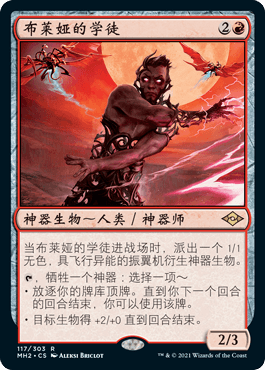 布莱娅的学徒 2
神器生物～人类 / 神器师
当布莱娅的学徒进战场时，派出一个 1/1
无色，具飞行异能的振翼机衍生神器生物。
，牺牲一个神器：选择一项～
• 放逐你的牌库顶牌。直到你下一个回合
的回合结束，你可以使用该牌。
• 目标生物得 +2/+0 直到回合结束。
2/3
117/303 R
MH2 • CS ALEKSI BRICLOT
™ & © 2021 Wizards of the Coast